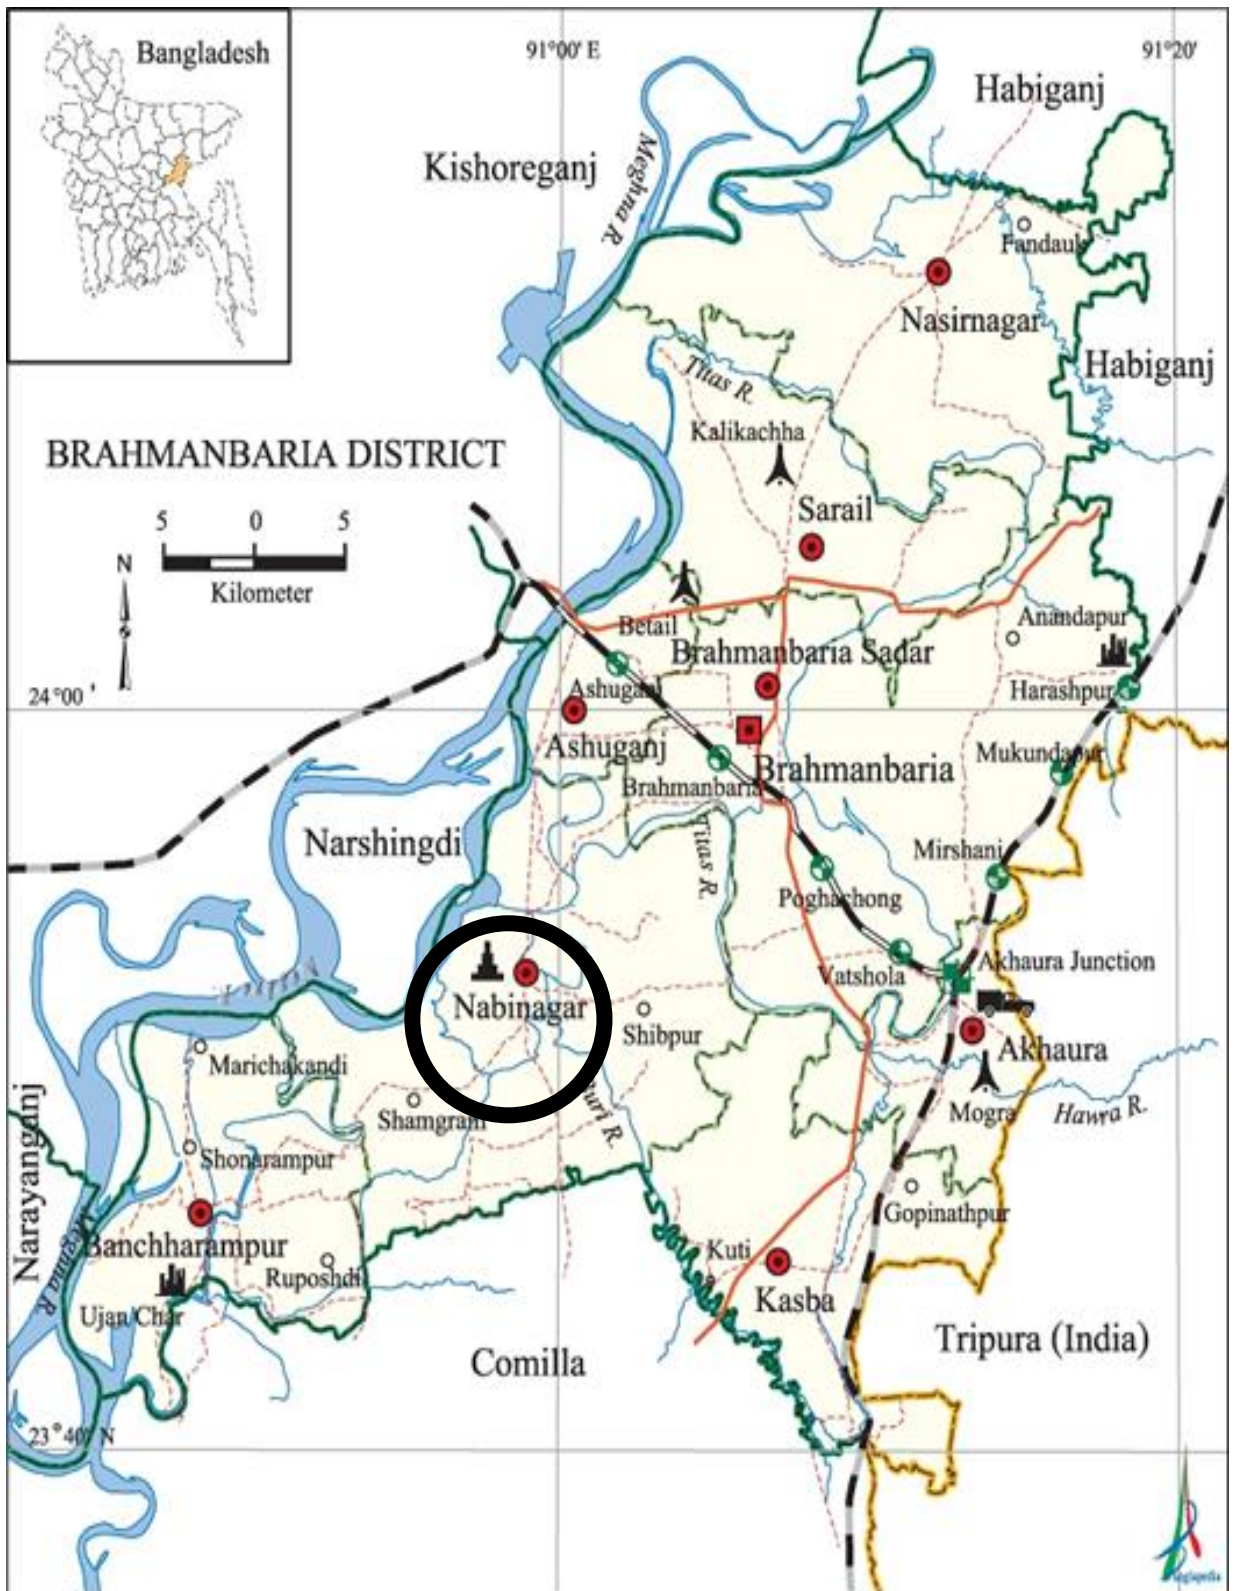 Bangladesh
91°00' E
91°20'
Habiganj
Kishoreganj
Meghna R.
Fandauk
Nasirnagar
Habiganj
Titas R.
Kalikachha
BRAHMANBARIA DISTRICT
Sarail
5 0 5
Kilometer
N
Betail
Anandapur
Brahmanbaria Sadar
Harashpur
24°00'
Ashuganj
Ashuganj
Mukundapur
Brahmanbaria
Brahmanbaria
Narshingdi
Titas R.
Mirshani
Poghachong
Vatshola
Akhaura Junction
Nabinagar
Shibpur
Akhaura
Marichakandi
Shamgram
Mogra
Hawra R.
Narayanganj
Shonarampur
Gopinathpur
Banchharampur
Meghna R.
Ruposhdi
Kuti
Ujan Char
Kasba
Tripura (India)
Comilla
23°40' N